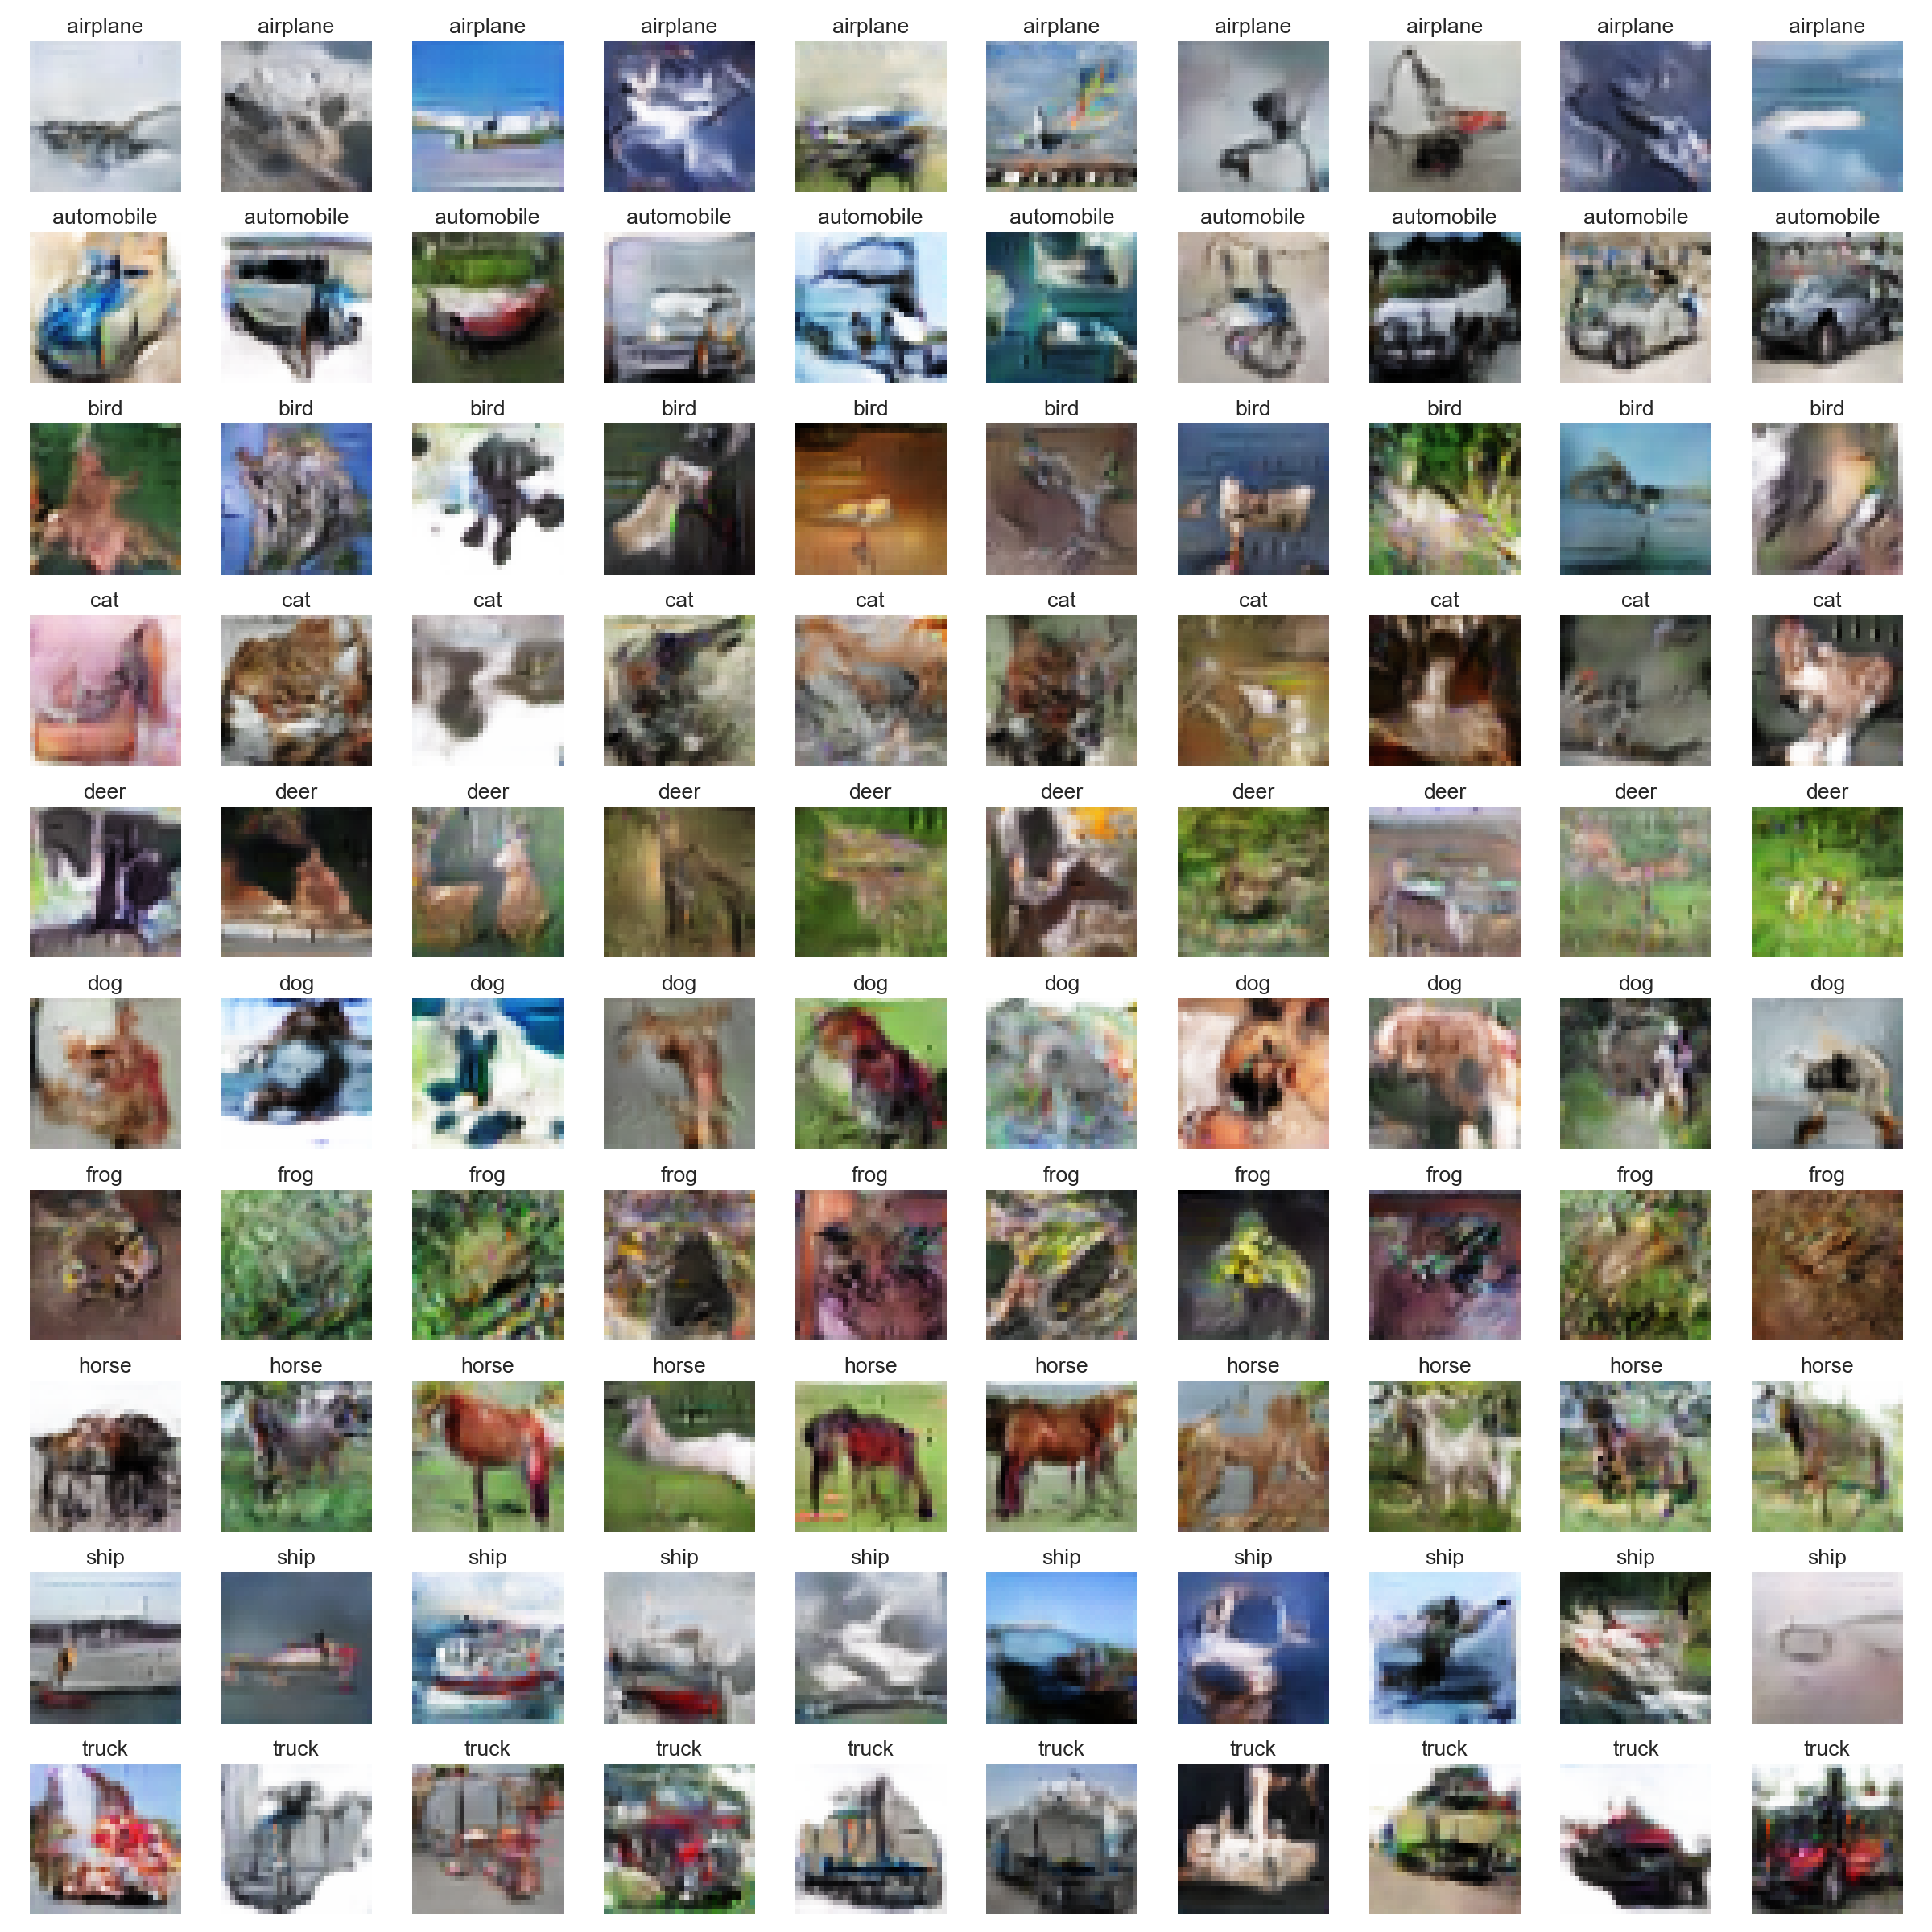 airplane airplane airplane airplane airplane airplane airplane airplane airplane airplane
automobile automobile automobile automobile automobile automobile automobile automobile automobile automobile
bird bird bird bird bird bird bird bird bird bird
cat cat cat cat cat cat cat cat cat cat
deer deer deer deer deer deer deer deer deer deer
dog dog dog dog dog dog dog dog dog dog
frog frog frog frog frog frog frog frog frog frog
horse horse horse horse horse horse horse horse horse horse
ship ship ship ship ship ship ship ship ship ship
truck truck truck truck truck truck truck truck truck truck